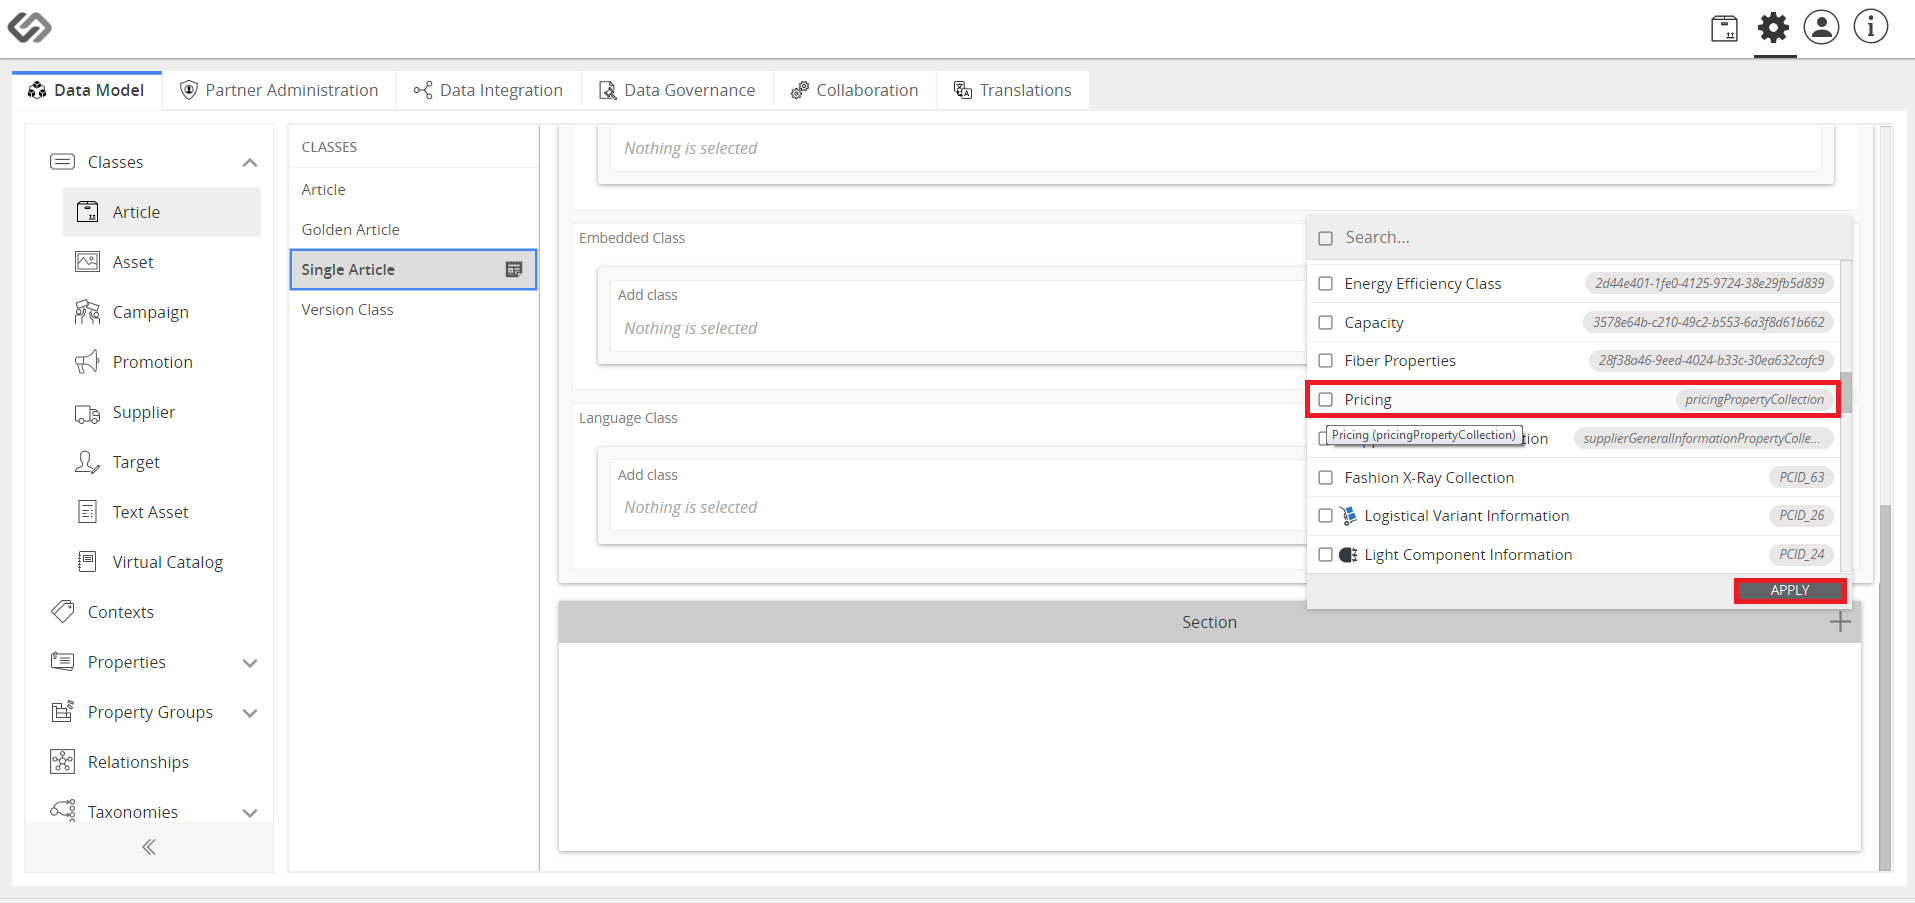 Data Model
Partner Administration
Data Integration
Data Governance
Collaboration
Translations
Classes
Article
Asset
Campaign
Promotion
Supplier
Target
Text Asset
Virtual Catalog
Contexts
Properties
Property Groups
Relationships
Taxonomies
CLASSES
Article
Golden Article
Single Article
Version Class
Nothing is selected
Embedded Class
Add class
Nothing is selected
Language Class
Add class
Nothing is selected
Search...
Energy Efficiency Class 2d44e401-1fe0-4125-9724-38e29fb5d839
Capacity 3578e64b-c210-49c2-b553-6a3f8d61b662
Fiber Properties 28f38a46-9eed-4024-b33c-30ea632cafc9
Pricing pricingPropertyCollection
Pricing (pricingPropertyCollection)
tion supplierGeneralInformationPropertyColle...
Fashion X-Ray Collection PCID_63
Logistical Variant Information PCID_26
Light Component Information PCID_24
APPLY
Section